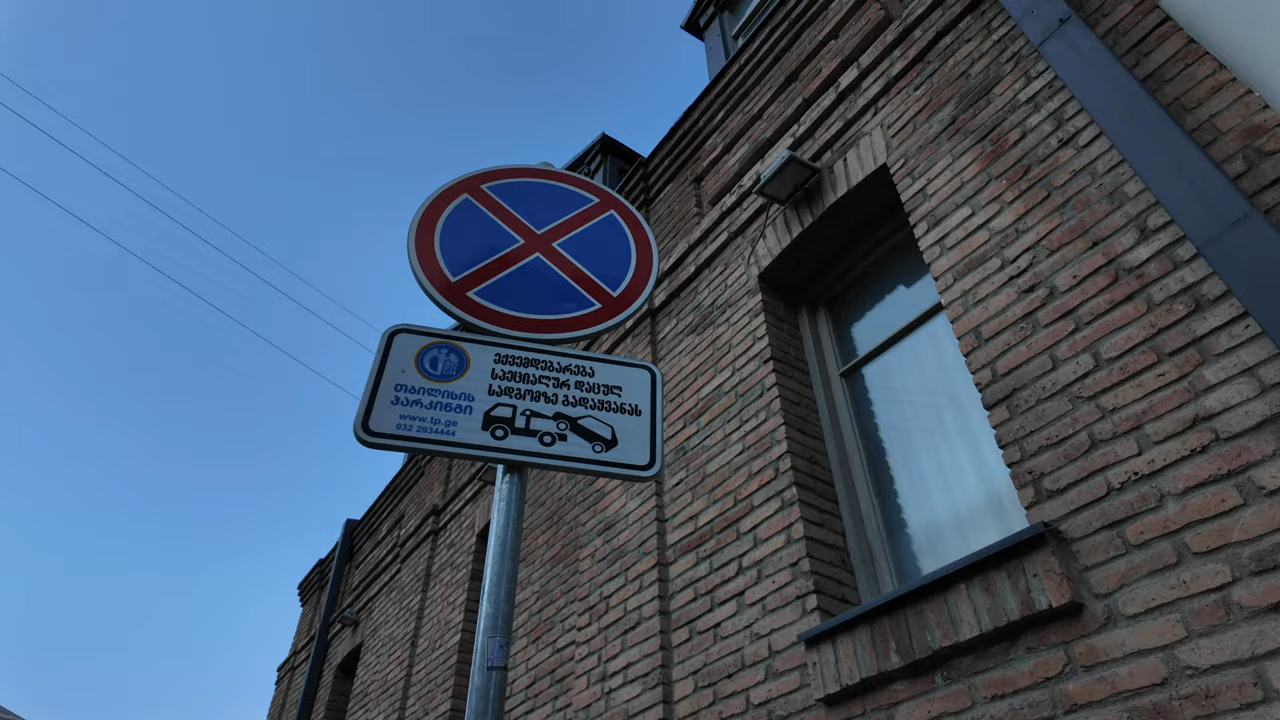 თბილისის
პარკინგი
www.tp.ge
032 2934444
ექვემდებარება
სპეციალურ დაცულ
სადგომზე გადაყვანას